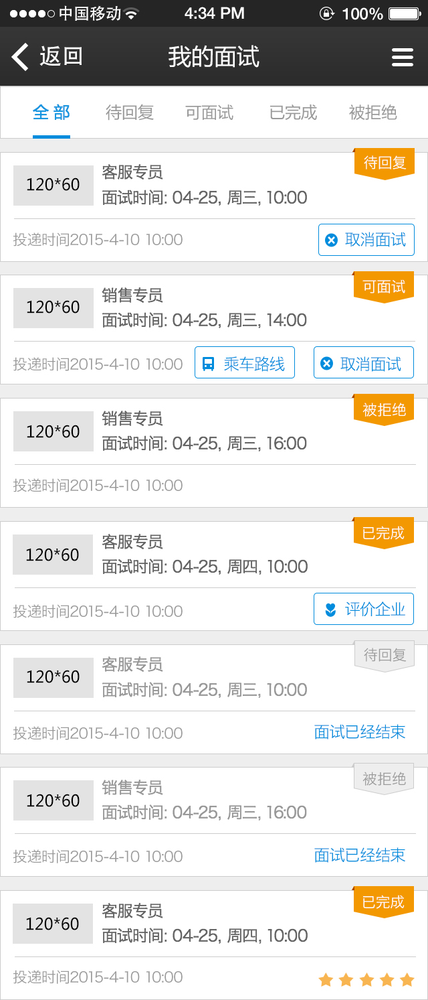 中国移动 4:34 PM 100%
返回 我的面试
全部 待回复 可面试 已完成 被拒绝
待回复
120*60 客服专员
面试时间: 04-25, 周三, 10:00
投递时间2015-4-10 10:00 取消面试
可面试
120*60 销售专员
面试时间: 04-25, 周三, 14:00
投递时间2015-4-10 10:00 乘车路线 取消面试
被拒绝
120*60 销售专员
面试时间: 04-25, 周三, 16:00
投递时间2015-4-10 10:00
已完成
120*60 客服专员
面试时间: 04-25, 周四, 10:00
投递时间2015-4-10 10:00 评价企业
待回复
120*60 客服专员
面试时间: 04-25, 周三, 10:00
投递时间2015-4-10 10:00 面试已经结束
被拒绝
120*60 销售专员
面试时间: 04-25, 周三, 16:00
投递时间2015-4-10 10:00 面试已经结束
已完成
120*60 客服专员
面试时间: 04-25, 周四, 10:00
投递时间2015-4-10 10:00